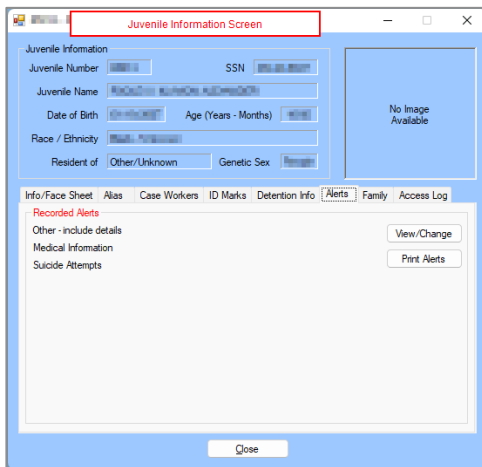 Juvenile Information Screen
Juvenile Information
Juvenile Number SSN
Juvenile Name
Date of Birth Age (Years - Months)
Race / Ethnicity
Resident of Other/Unknown Genetic Sex
No Image
Available
Info/Face Sheet Alias Case Workers ID Marks Detention Info Alerts Family Access Log
Recorded Alerts
Other - include details
Medical Information
Suicide Attempts
View/Change
Print Alerts
Close